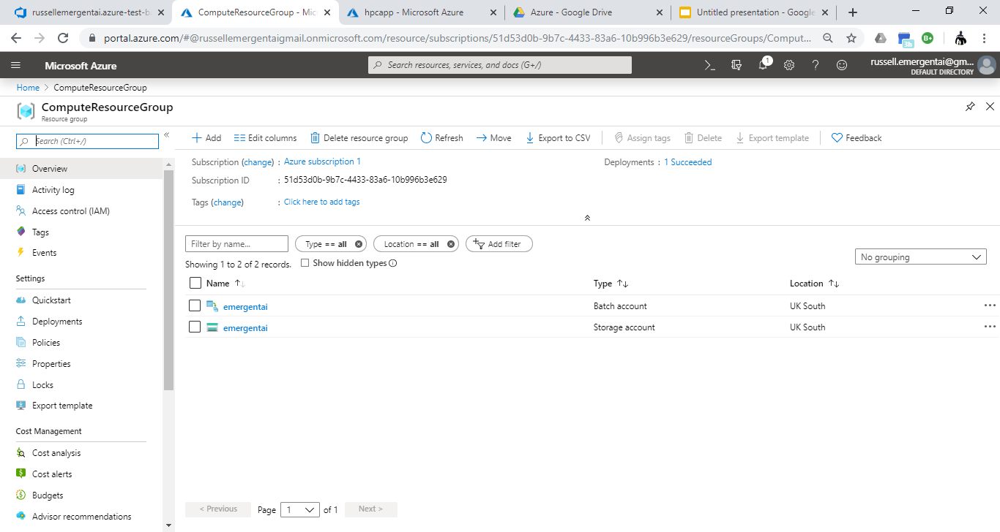 russellemergentai.azure-test-b
ComputeResourceGroup - Mic
hpcapp - Microsoft Azure
Azure - Google Drive
Untitled presentation - Google
portal.azure.com/#@russellemergentaigmail.onmicrosoft.com/resource/subscriptions/51d53d0b-9b7c-4433-83a6-10b996b3e629/resourceGroups/Comput...
3h
B+
Microsoft Azure
Search resources, services, and docs (G+/)
1
russell.emergentai@gm...
DEFAULT DIRECTORY
Home > ComputeResourceGroup
ComputeResourceGroup
Resource group
Search (Ctrl+/)
Overview
Activity log
Access control (IAM)
Tags
Events
Settings
Quickstart
Deployments
Policies
Properties
Locks
Export template
Cost Management
Cost analysis
Cost alerts
Budgets
Advisor recommendations
Add Edit columns Delete resource group Refresh Move Export to CSV Assign tags Delete Export template Feedback
Subscription (change) : Azure subscription 1
Deployments : 1 Succeeded
Subscription ID : 51d53d0b-9b7c-4433-83a6-10b996b3e629
Tags (change) : Click here to add tags
Filter by name... Type == all Location == all Add filter
Showing 1 to 2 of 2 records. Show hidden types
No grouping
Name Type Location
emergentai Batch account UK South
emergentai Storage account UK South
< Previous Page 1 of 1 Next >